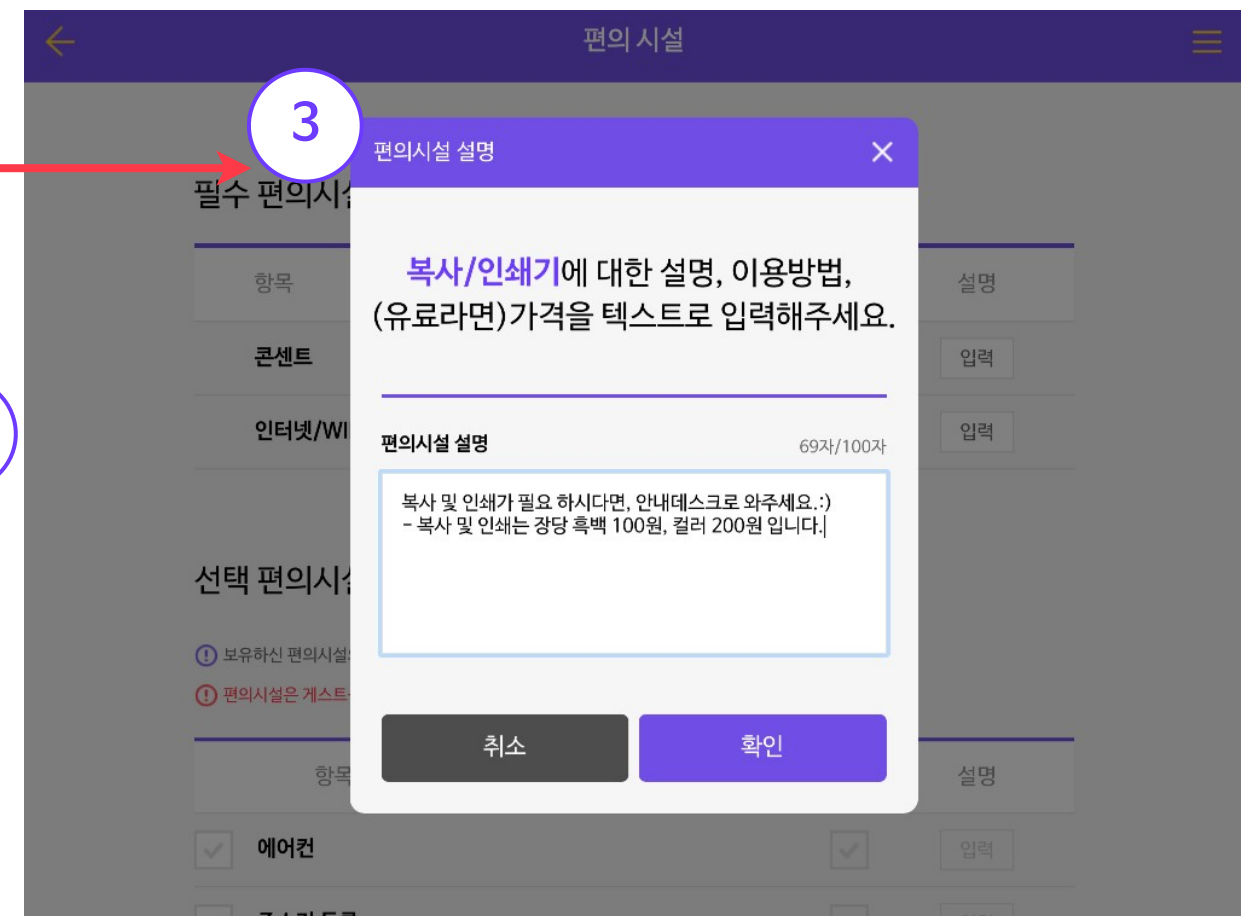 편의 시설
3
편의시설 설명
필수 편의시설
복사/인쇄기에 대한 설명, 이용방법,
(유료라면)가격을 텍스트로 입력해주세요.
항목
설명
콘센트
입력
인터넷/WI
입력
편의시설 설명
69자/100자
복사 및 인쇄가 필요 하시다면, 안내데스크로 와주세요.:)
- 복사 및 인쇄는 장당 흑백 100원, 컬러 200원 입니다.
선택 편의시설
보유하신 편의시설
편의시설은 게스트
취소
확인
항목
설명
에어컨
입력